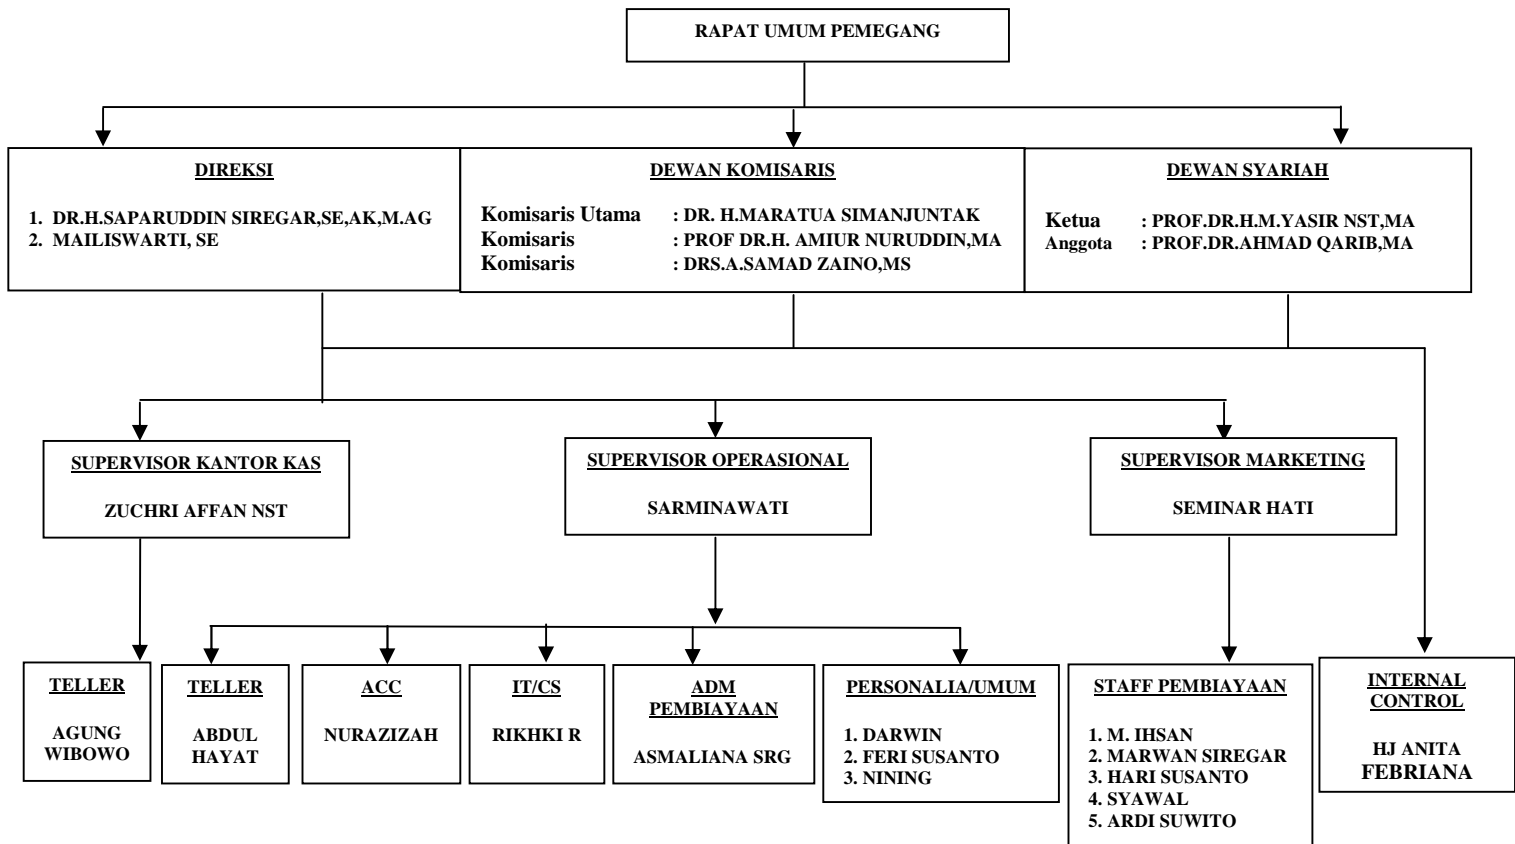 RAPAT UMUM PEMEGANG
DIREKSI
1. DR.H.SAPARUDDIN SIREGAR,SE,AK,M.AG
2. MAILISWARTI, SE
DEWAN KOMISARIS
Komisaris Utama : DR. H.MARATUA SIMANJUNTAK
Komisaris : PROF DR.H. AMIUR NURUDDIN,MA
Komisaris : DRS.A.SAMAD ZAINO,MS
DEWAN SYARIAH
Ketua : PROF.DR.H.M.YASIR NST,MA
Anggota : PROF.DR.AHMAD QARIB,MA
SUPERVISOR KANTOR KAS
ZUCHRI AFFAN NST
SUPERVISOR OPERASIONAL
SARMINAWATI
SUPERVISOR MARKETING
SEMINAR HATI
TELLER
AGUNG
WIBOWO
TELLER
ABDUL
HAYAT
ACC
NURAZIZAH
IT/CS
RIKHKI R
ADM
PEMBIAYAAN
ASMALIANA SRG
PERSONALIA/UMUM
1. DARWIN
2. FERI SUSANTO
3. NINING
STAFF PEMBIAYAAN
1. M. IHSAN
2. MARWAN SIREGAR
3. HARI SUSANTO
4. SYAWAL
5. ARDI SUWITO
INTERNAL
CONTROL
HJ ANITA
FEBRIANA